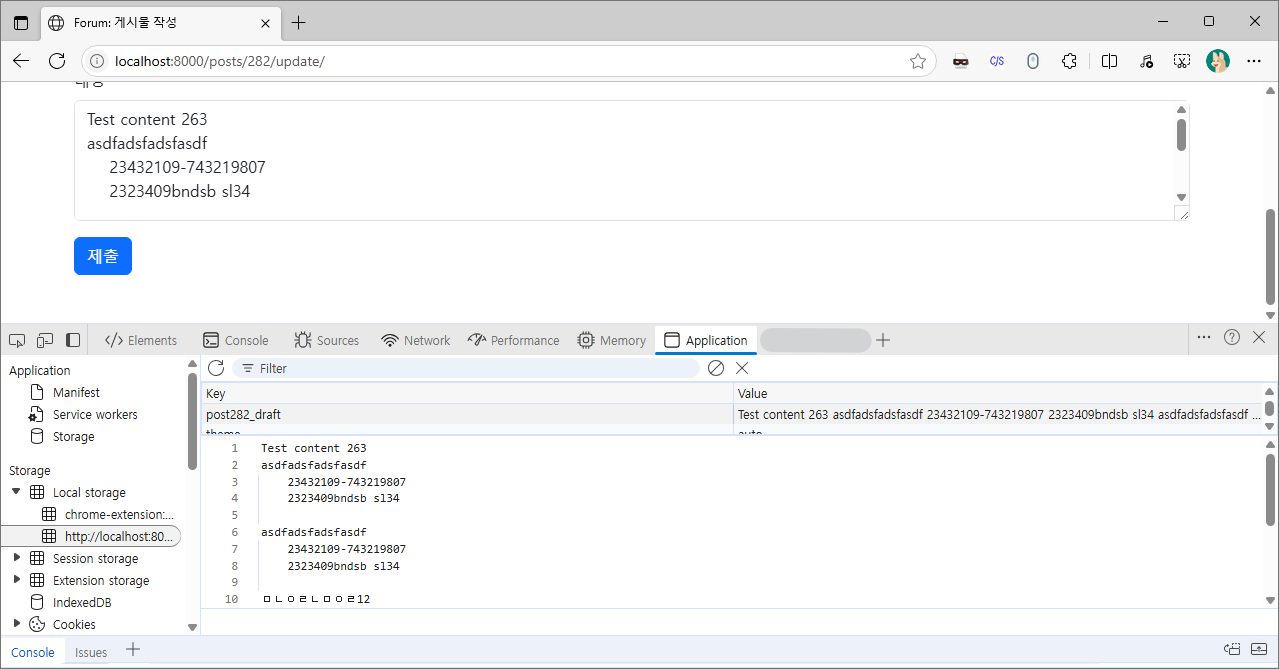 Forum: 게시물 작성
localhost:8000/posts/282/update/
C/S
내용
Test content 263
asdfadsfadsfasdf
23432109-743219807
2323409bndsb sl34
제출
Elements Console Sources Network Performance Memory Application
Application
Manifest
Service workers
Storage
Storage
Local storage
chrome-extension:...
http://localhost:80...
Session storage
Extension storage
IndexedDB
Cookies
Filter
Key Value
post282_draft Test content 263 asdfadsfadsfasdf 23432109-743219807 2323409bndsb sl34 asdfadsfadsfasdf ...
theme auto
1 Test content 263
2 asdfadsfadsfasdf
3 23432109-743219807
4 2323409bndsb sl34
5
6 asdfadsfadsfasdf
7 23432109-743219807
8 2323409bndsb sl34
9
10 ㅁㄴㅇㄹㄴㅁㅇㄹ12
Console Issues